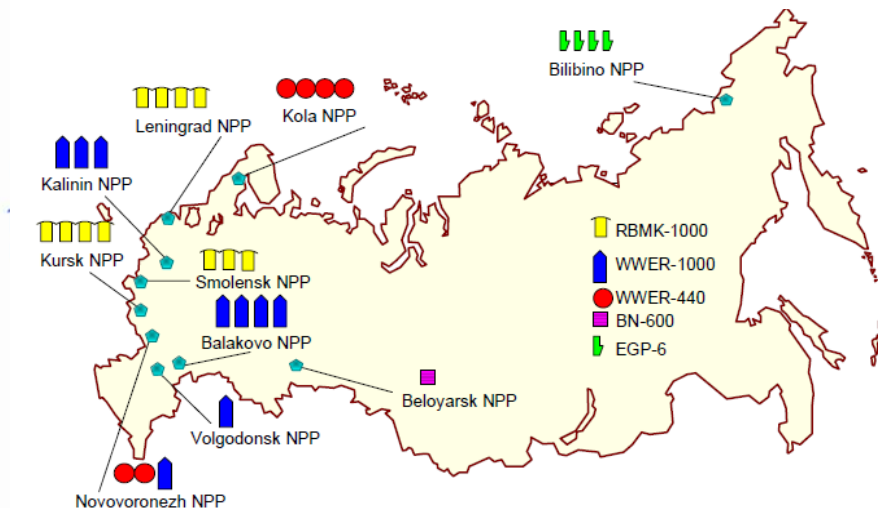 Bilibino NPP
Leningrad NPP
Kola NPP
Kalinin NPP
Kursk NPP
Smolensk NPP
Balakovo NPP
Beloyarsk NPP
Volgodonsk NPP
Novovoronezh NPP
RBMK-1000
WWER-1000
WWER-440
BN-600
EGP-6